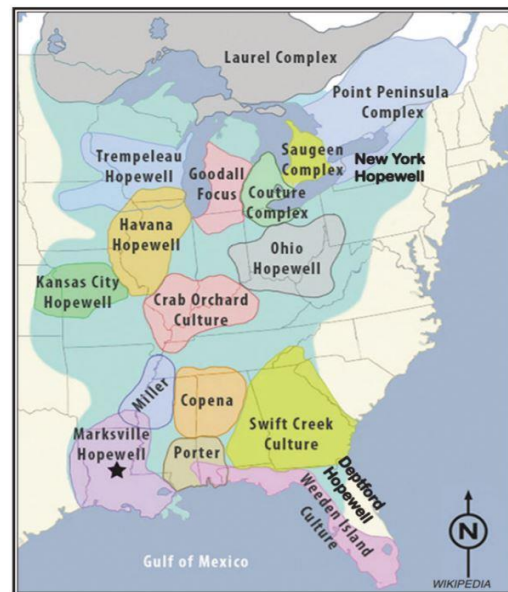 Laurel Complex
Point Peninsula
Complex
Saugeen
Complex
New York
Hopewell
Trempeleau
Hopewell
Goodall
Focus
Couture
Complex
Havana
Hopewell
Ohio
Hopewell
Kansas City
Hopewell
Crab Orchard
Culture
Miller
Copena
Swift Creek
Culture
Marksville
Hopewell
Porter
Deptford
Hopewell
Weeden Island
Culture
Gulf of Mexico
N
WIKIPEDIA